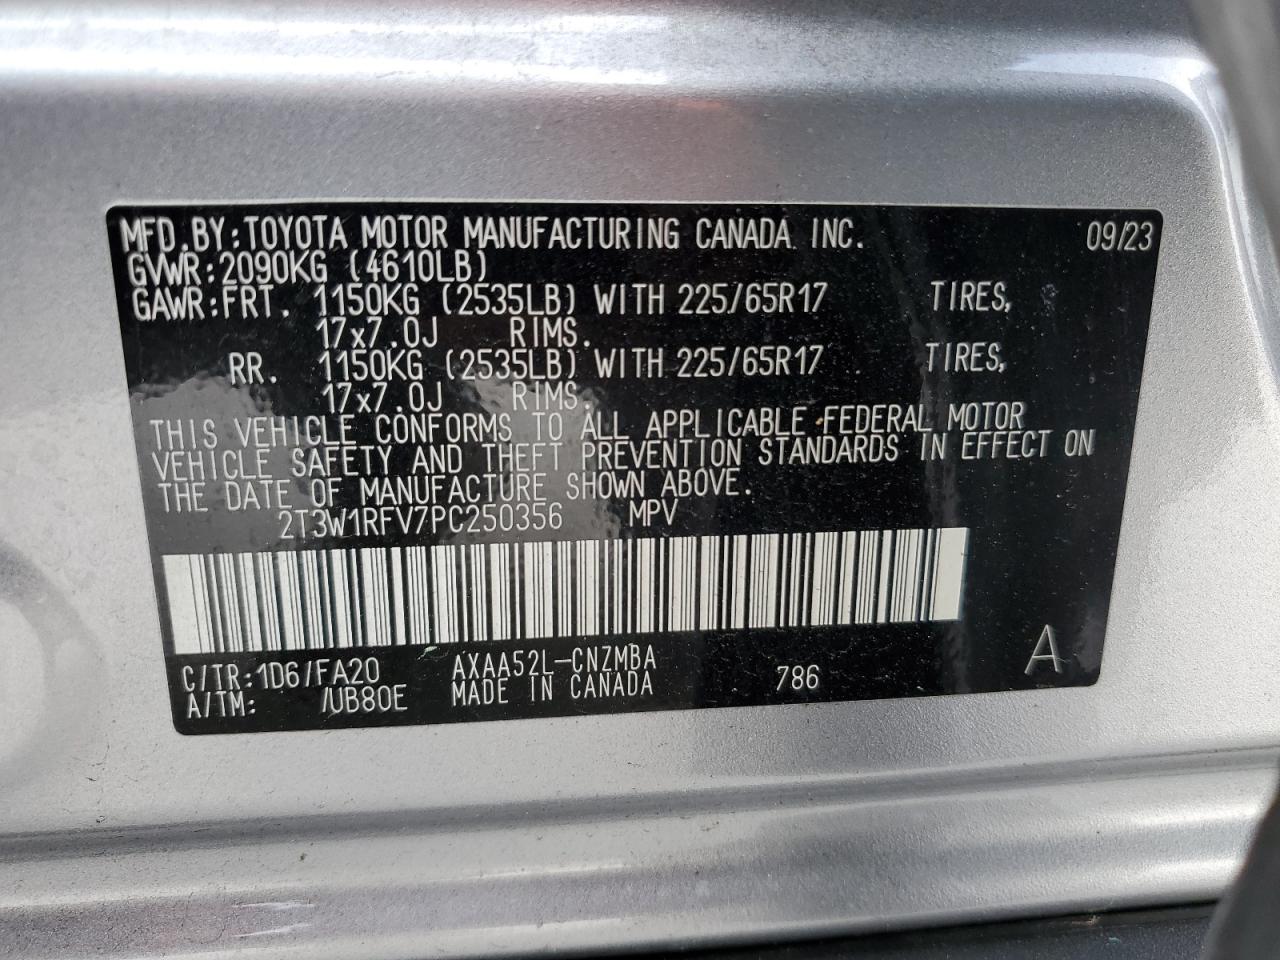 MFD.BY:TOYOTA MOTOR MANUFACTURING CANADA INC. 09/23
GVWR:2090KG (4610LB)
GAWR:FRT. 1150KG (2535LB) WITH 225/65R17 TIRES,
17x7.0J RIMS.
RR. 1150KG (2535LB) WITH 225/65R17 TIRES,
17x7.0J RIMS.
THIS VEHICLE CONFORMS TO ALL APPLICABLE FEDERAL MOTOR
VEHICLE SAFETY AND THEFT PREVENTION STANDARDS IN EFFECT ON
THE DATE OF MANUFACTURE SHOWN ABOVE.
2T3W1RFV7PC250356 MPV
C/TR:1D6/FA20 AXAA52L-CNZMBA 786 A
A/TM: /UB80E MADE IN CANADA